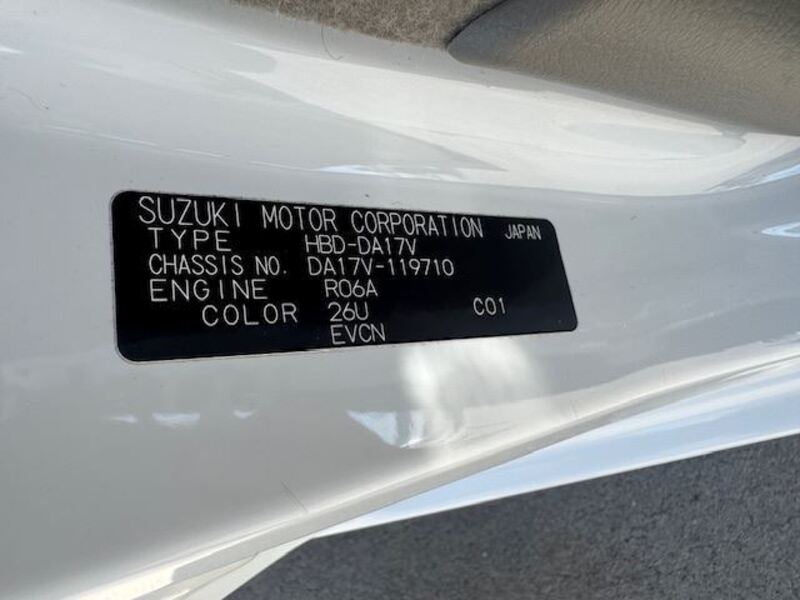 SUZUKI MOTOR CORPORATION JAPAN
TYPE HBD-DA17V
CHASSIS NO. DA17V-119710
ENGINE R06A
COLOR 26U C01
EVCN